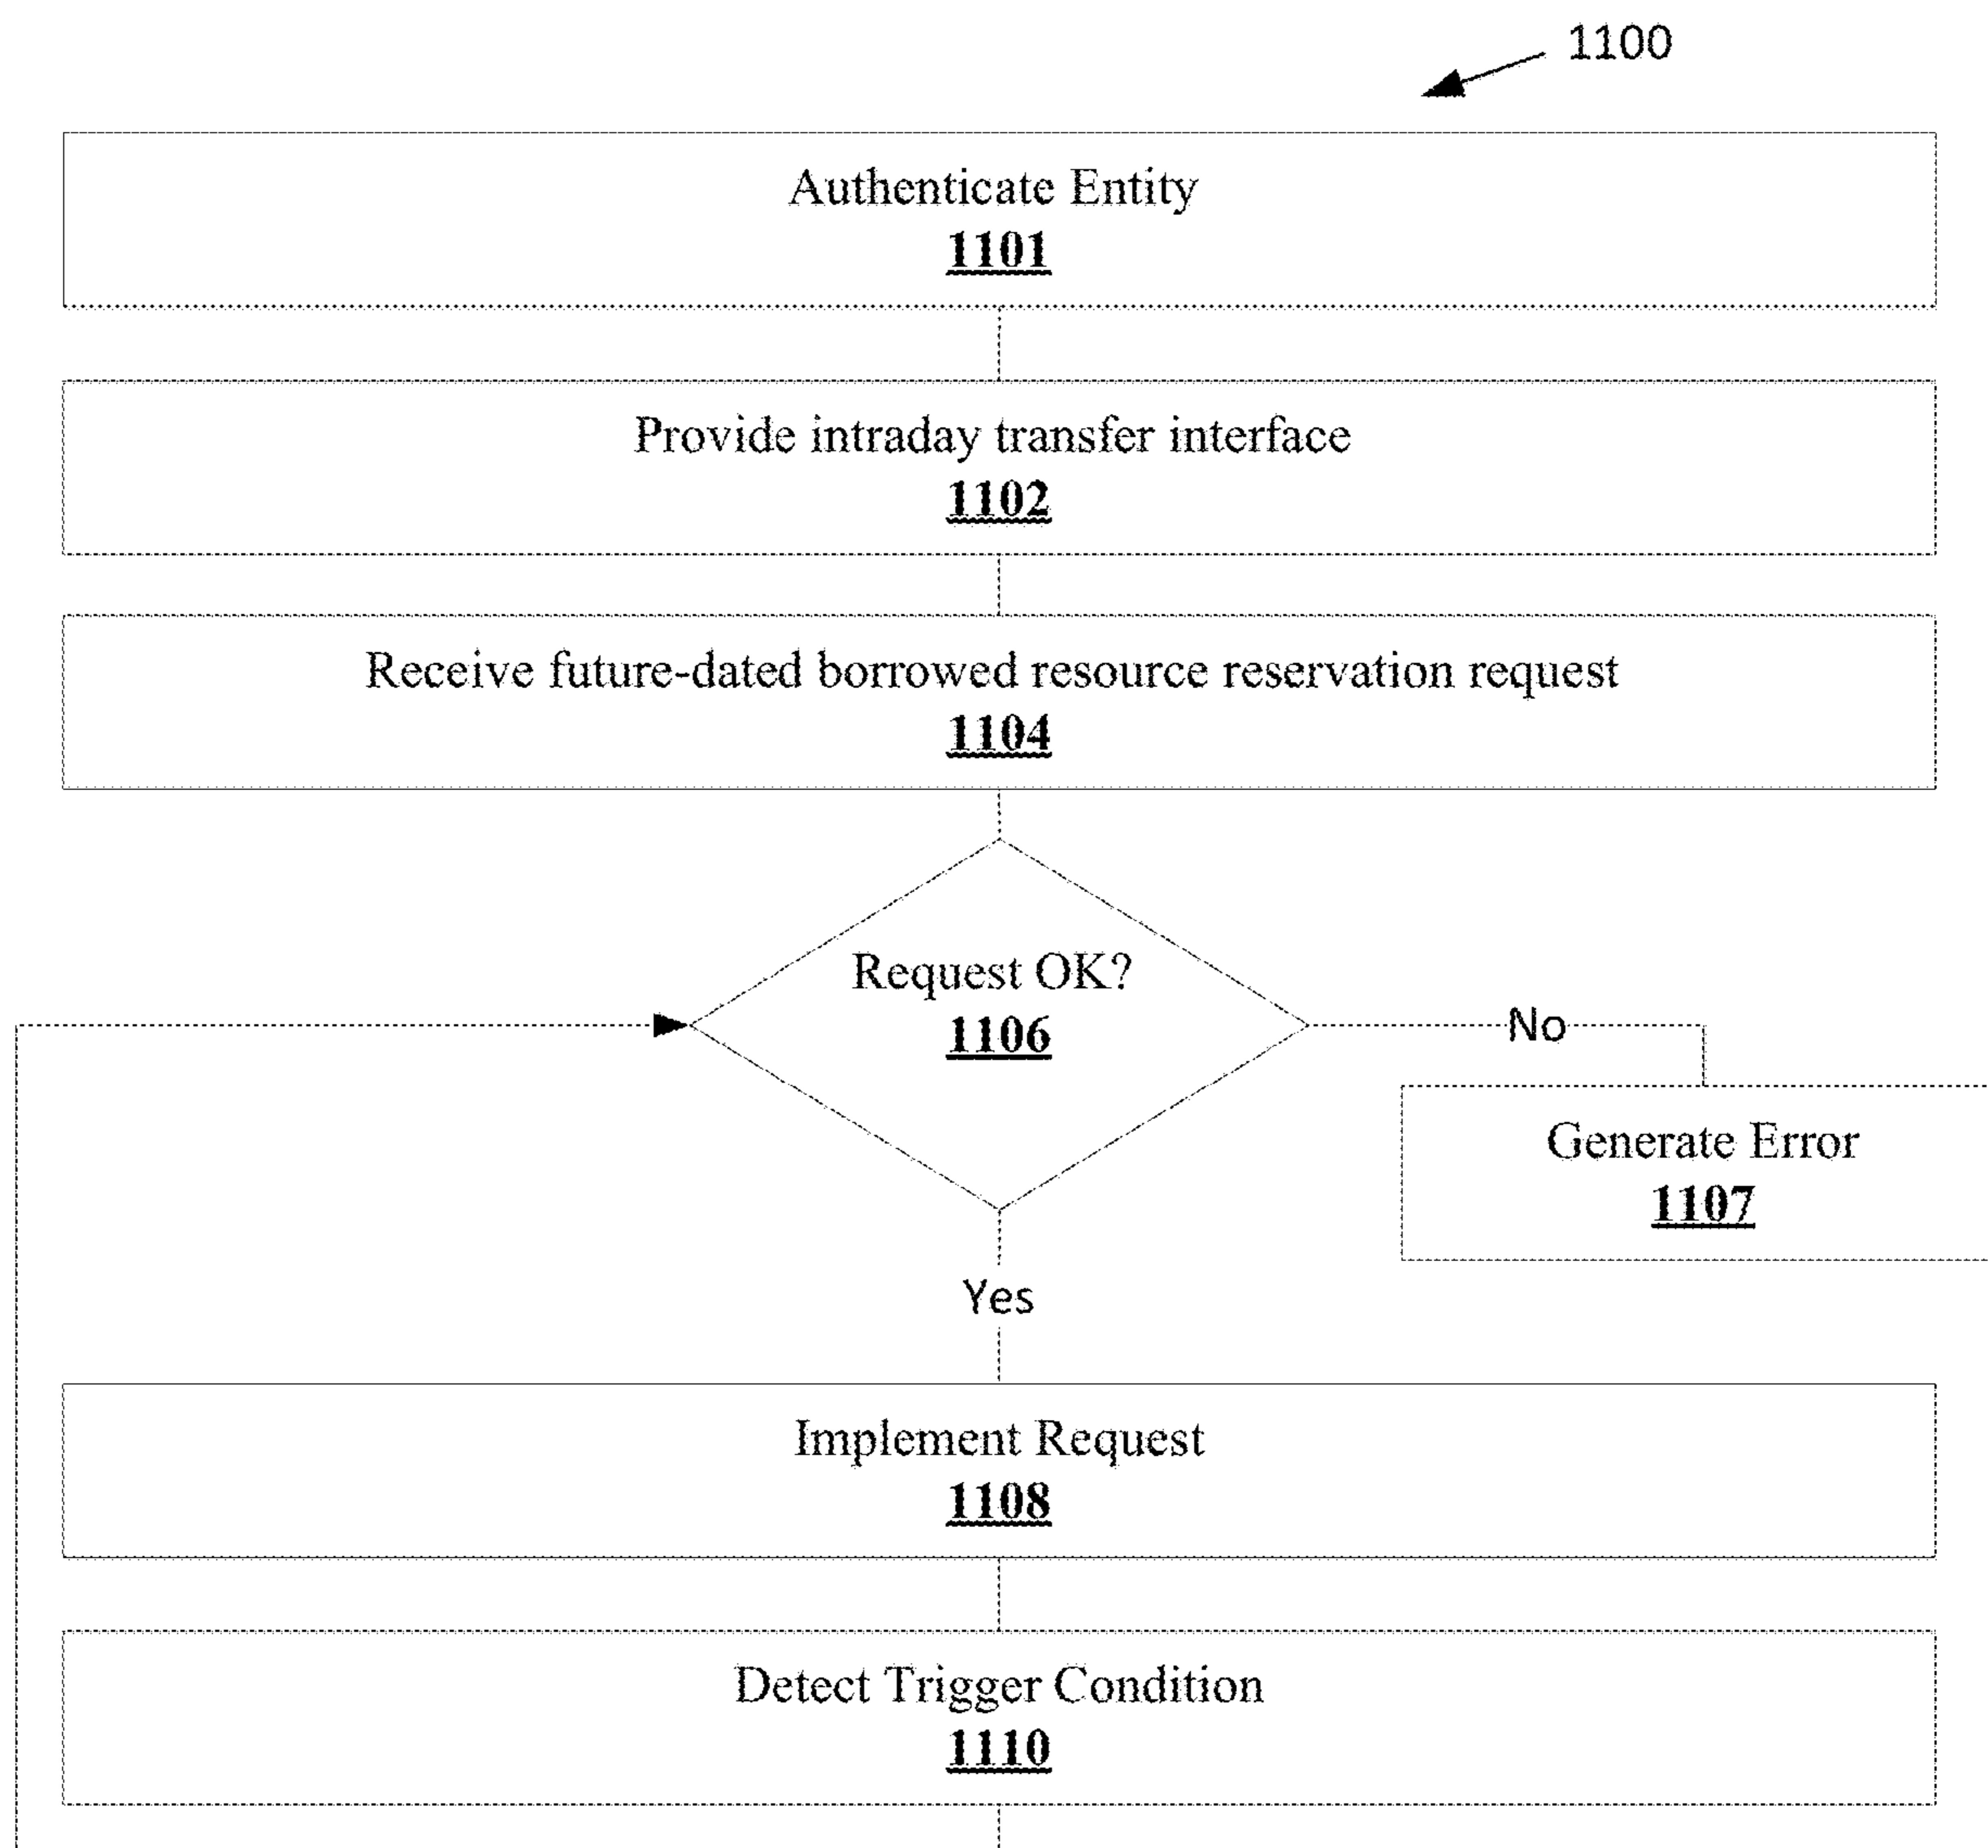 1100
Authenticate Entity
1101
Provide intraday transfer interface
1102
Receive future-dated borrowed resource reservation request
1104
Request OK?
1106
No
Generate Error
1107
Yes
Implement Request
1108
Detect Trigger Condition
1110